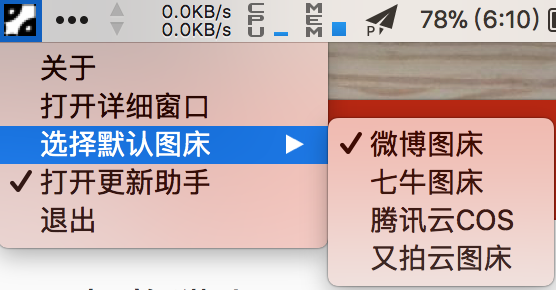 0.0KB/s
0.0KB/s
CPU
MEM
P
78% (6:10)
关于
打开详细窗口
选择默认图床
打开更新助手
退出
微博图床
七牛图床
腾讯云COS
又拍云图床